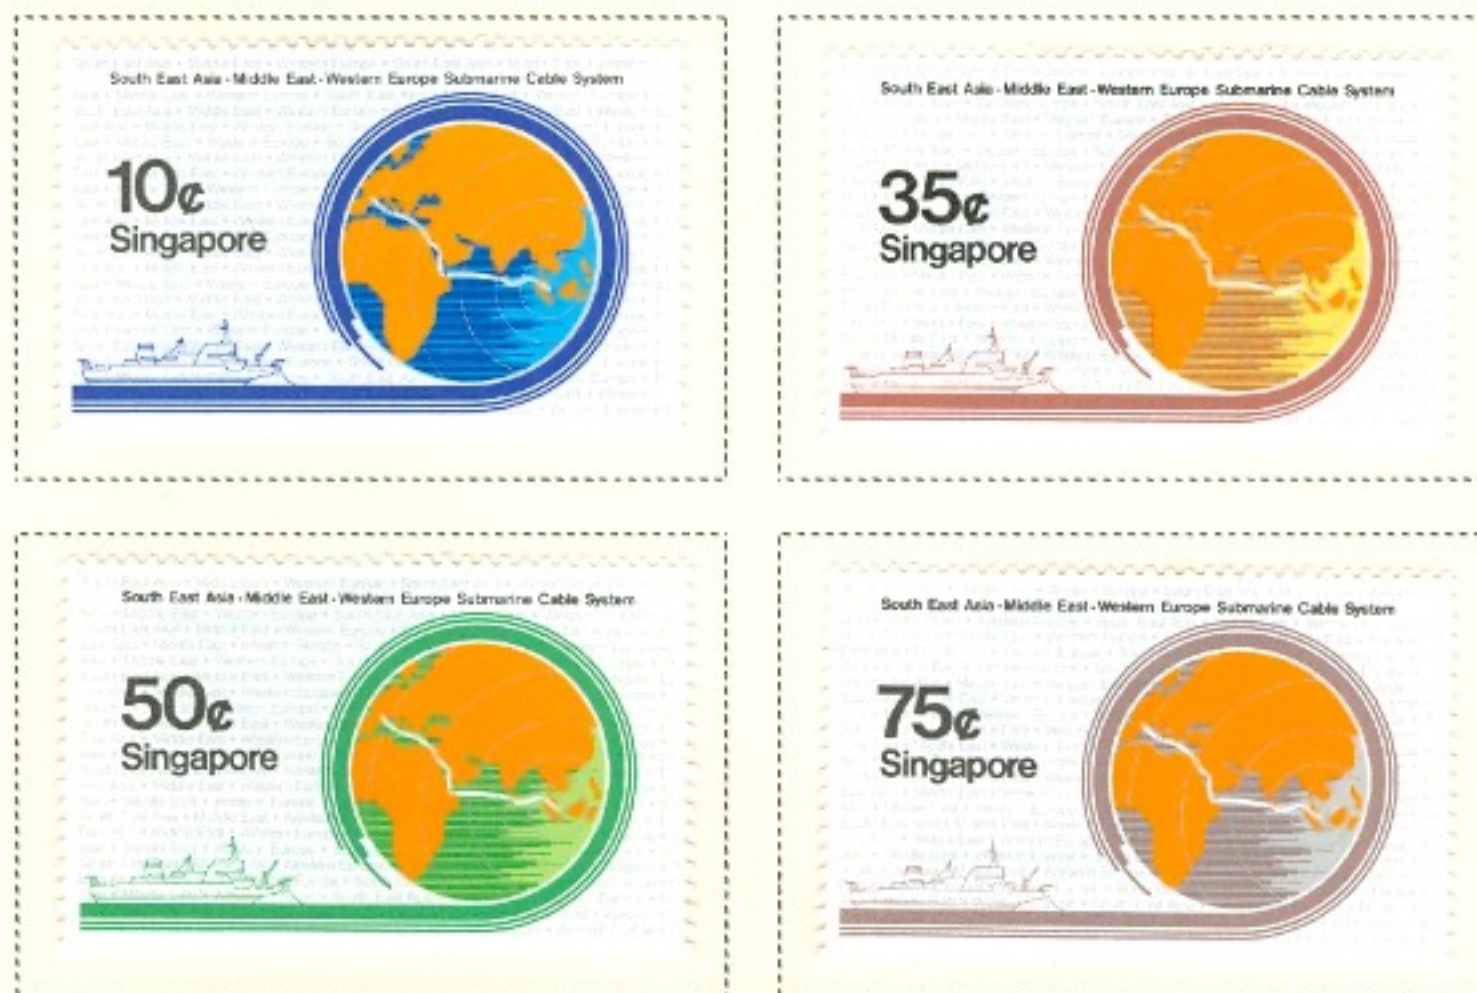 South East Asia - Middle East - Western Europe Submarine Cable System
10¢
Singapore
South East Asia - Middle East - Western Europe Submarine Cable System
35¢
Singapore
South East Asia - Middle East - Western Europe Submarine Cable System
50¢
Singapore
South East Asia - Middle East - Western Europe Submarine Cable System
75¢
Singapore